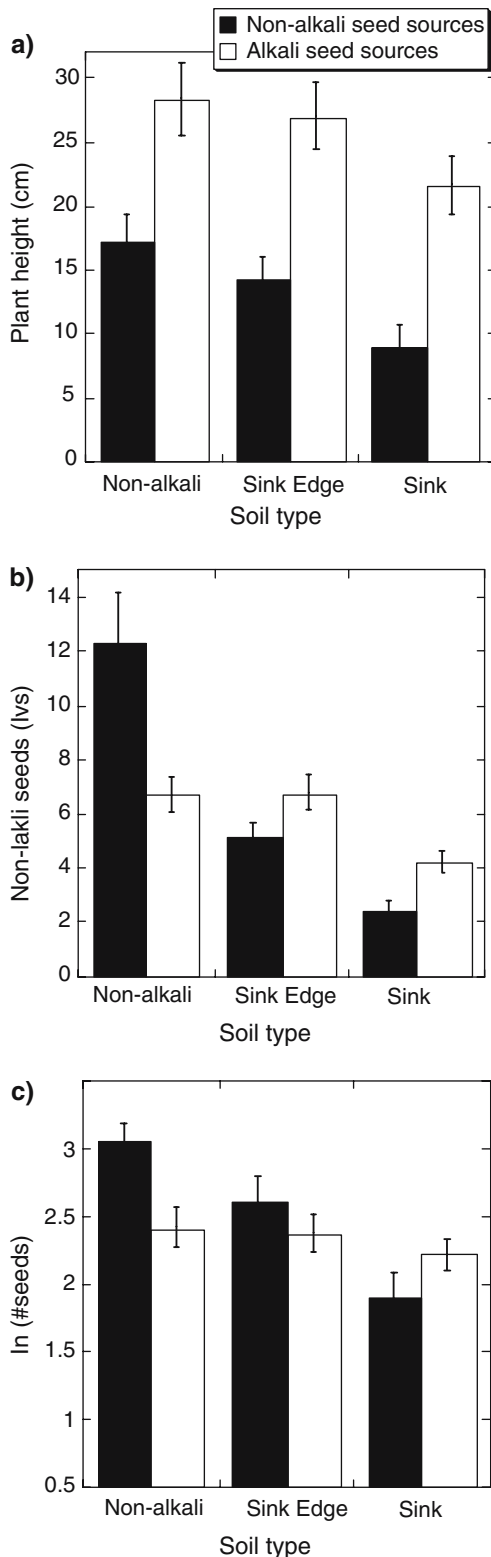 Non-alkali seed sources
Alkali seed sources
a)
30
25
20
15
10
5
0
Plant height (cm)
Non-alkali Sink Edge Sink
Soil type
b)
14
12
10
8
6
4
2
0
Non-lakli seeds (lvs)
Non-alkali Sink Edge Sink
Soil type
c)
3
2.5
2
1.5
1
0.5
In (#seeds)
Non-alkali Sink Edge Sink
Soil type